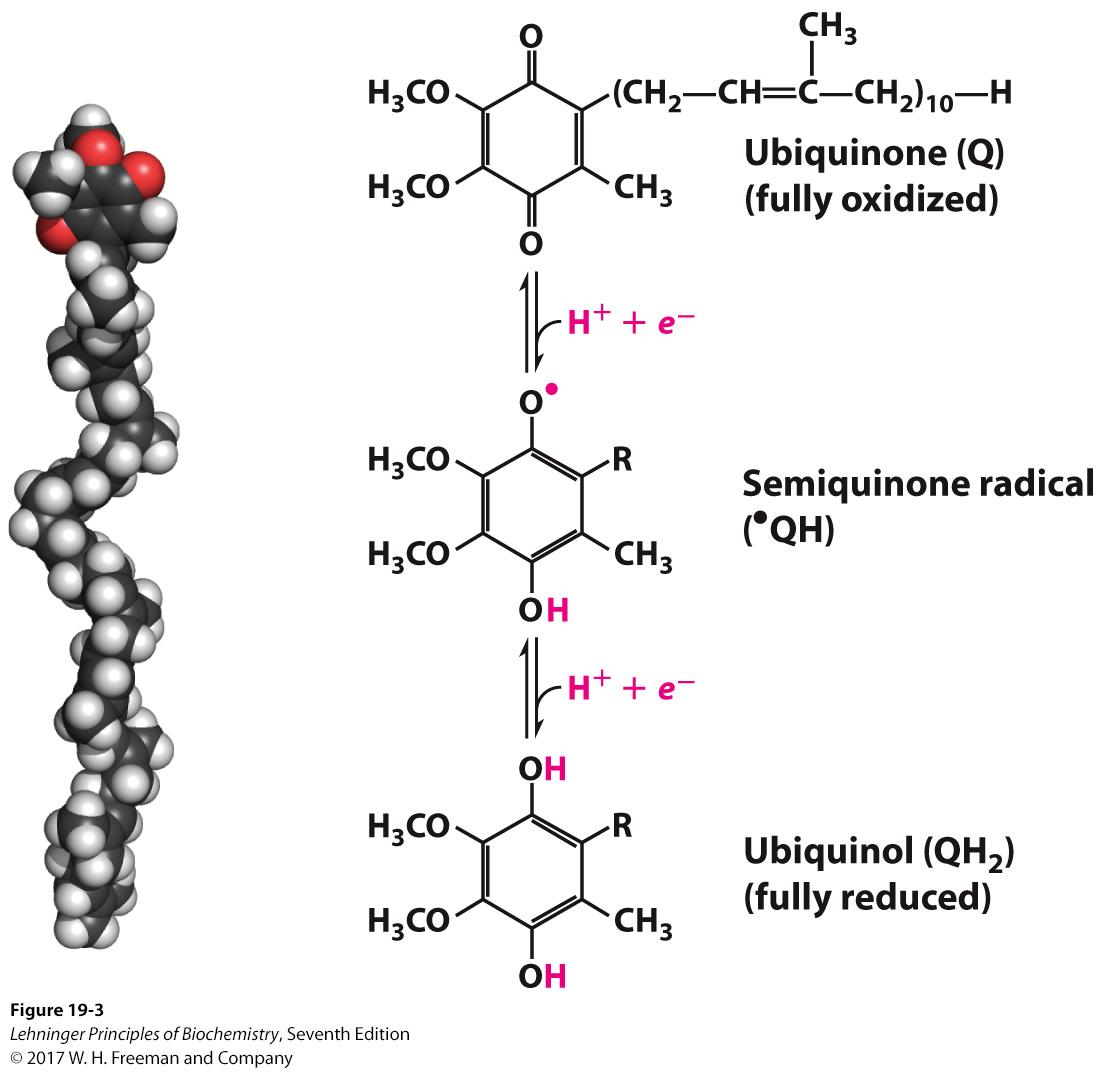 O
CH₃
H₃CO
(CH₂—CH=C—CH₂)₁₀—H
Ubiquinone (Q)
(fully oxidized)
H₃CO
CH₃
O
H⁺ + e⁻
O•
H₃CO
R
Semiquinone radical
(•QH)
H₃CO
CH₃
OH
H⁺ + e⁻
OH
H₃CO
R
Ubiquinol (QH₂)
(fully reduced)
H₃CO
CH₃
OH
Figure 19-3
Lehninger Principles of Biochemistry, Seventh Edition
© 2017 W. H. Freeman and Company